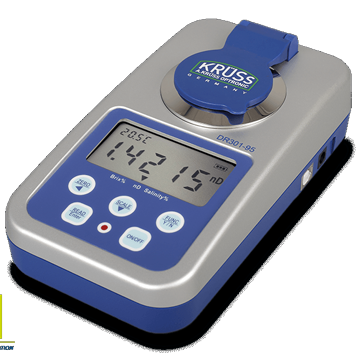 KRÜSS
A.KRÜSS OPTRONIC
GERMANY
DR301-95
20.5C
1.4215 nD
Brix% nD Salinity%
ZERO
SCALE
FUNC
Y/N
READ
Enter
ON/OFF